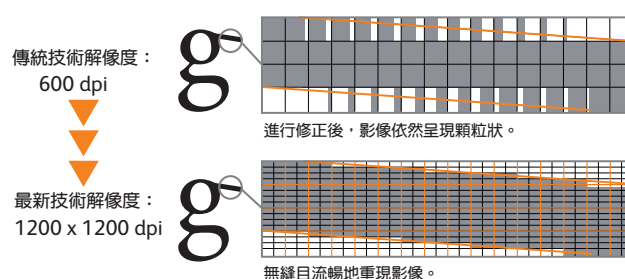 傳統技術解像度：
600 dpi
g
進行修正後，影像依然呈現顆粒狀。
最新技術解像度：
1200 x 1200 dpi
g
無縫且流暢地重現影像。